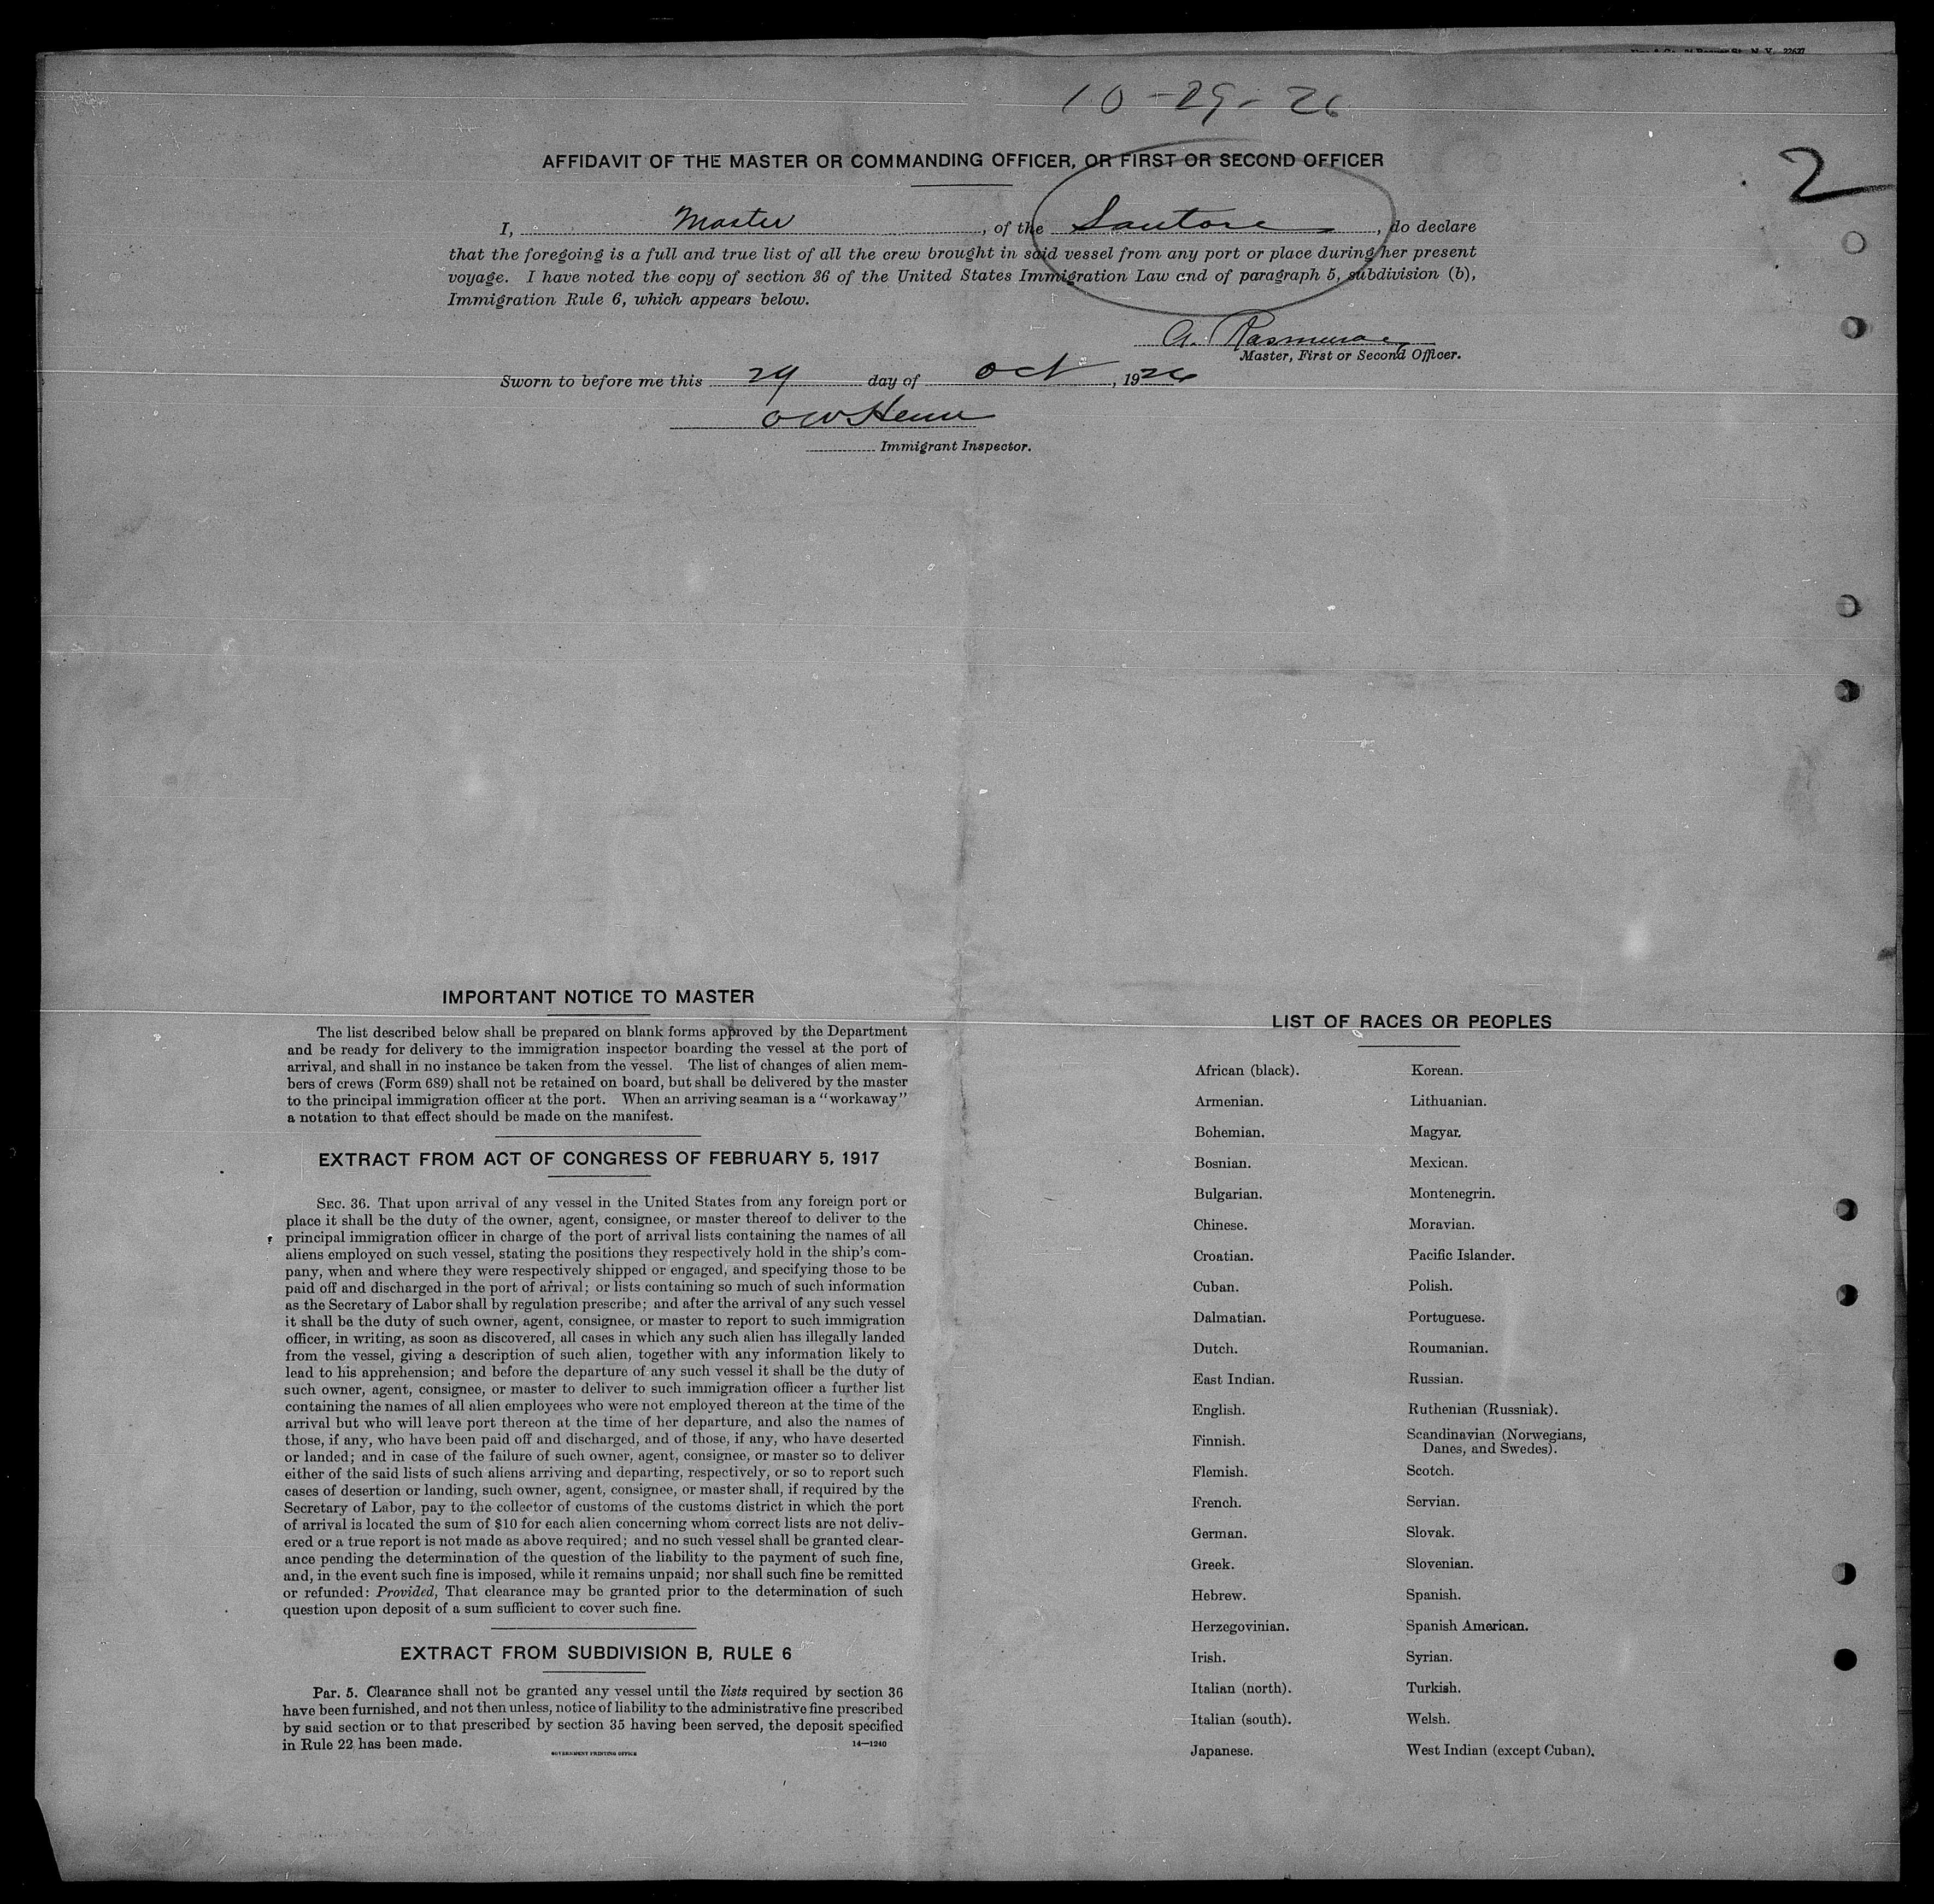 St., N. Y. 22627
10-29-26
2
AFFIDAVIT OF THE MASTER OR COMMANDING OFFICER, OR FIRST OR SECOND OFFICER
I, Master, of the Santore, do declare
that the foregoing is a full and true list of all the crew brought in said vessel from any port or place during her present
voyage. I have noted the copy of section 36 of the United States Immigration Law and of paragraph 5, subdivision (b),
Immigration Rule 6, which appears below.
A. Rasmussen
Master, First or Second Officer.
Sworn to before me this 29 day of Oct, 1926
Immigrant Inspector.
IMPORTANT NOTICE TO MASTER
The list described below shall be prepared on blank forms approved by the Department
and be ready for delivery to the immigration inspector boarding the vessel at the port of
arrival, and shall in no instance be taken from the vessel. The list of changes of alien mem-
bers of crews (Form 689) shall not be retained on board, but shall be delivered by the master
to the principal immigration officer at the port. When an arriving seaman is a "workaway"
a notation to that effect should be made on the manifest.
EXTRACT FROM ACT OF CONGRESS OF FEBRUARY 5, 1917
SEC. 36. That upon arrival of any vessel in the United States from any foreign port or
place it shall be the duty of the owner, agent, consignee, or master thereof to deliver to the
principal immigration officer in charge of the port of arrival lists containing the names of all
aliens employed on such vessel, stating the positions they respectively hold in the ship's com-
pany, when and where they were respectively shipped or engaged, and specifying those to be
paid off and discharged in the port of arrival; or lists containing so much of such information
as the Secretary of Labor shall by regulation prescribe; and after the arrival of any such vessel
it shall be the duty of such owner, agent, consignee, or master to report to such immigration
officer, in writing, as soon as discovered, all cases in which any such alien has illegally landed
from the vessel, giving a description of such alien, together with any information likely to
lead to his apprehension; and before the departure of any such vessel it shall be the duty of
such owner, agent, consignee, or master to deliver to such immigration officer a further list
containing the names of all alien employees who were not employed thereon at the time of the
arrival but who will leave port thereon at the time of her departure, and also the names of
those, if any, who have been paid off and discharged, and of those, if any, who have deserted
or landed; and in case of the failure of such owner, agent, consignee, or master so to deliver
either of the said lists of such aliens arriving and departing, respectively, or so to report such
cases of desertion or landing, such owner, agent, consignee, or master shall, if required by the
Secretary of Labor, pay to the collector of customs of the customs district in which the port
of arrival is located the sum of $10 for each alien concerning whom correct lists are not deliv-
ered or a true report is not made as above required; and no such vessel shall be granted clear-
ance pending the determination of the question of the liability to the payment of such fine,
and, in the event such fine is imposed, while it remains unpaid; nor shall such fine be remitted
or refunded: Provided, That clearance may be granted prior to the determination of such
question upon deposit of a sum sufficient to cover such fine.
EXTRACT FROM SUBDIVISION B, RULE 6
Par. 5. Clearance shall not be granted any vessel until the lists required by section 36
have been furnished, and not then unless, notice of liability to the administrative fine prescribed
by said section or to that prescribed by section 35 having been served, the deposit specified
in Rule 22 has been made.
GOVERNMENT PRINTING OFFICE 14—1240
LIST OF RACES OR PEOPLES
African (black).
Armenian.
Bohemian.
Bosnian.
Bulgarian.
Chinese.
Croatian.
Cuban.
Dalmatian.
Dutch.
East Indian.
English.
Finnish.
Flemish.
French.
German.
Greek.
Hebrew.
Herzegovinian.
Irish.
Italian (north).
Italian (south).
Japanese.
Korean.
Lithuanian.
Magyar.
Mexican.
Montenegrin.
Moravian.
Pacific Islander.
Polish.
Portuguese.
Roumanian.
Russian.
Ruthenian (Russniak).
Scandinavian (Norwegians,
Danes, and Swedes).
Scotch.
Servian.
Slovak.
Slovenian.
Spanish.
Spanish American.
Syrian.
Turkish.
Welsh.
West Indian (except Cuban).